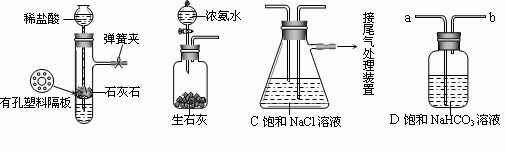 稀盐酸
弹簧夹
有孔塑料隔板
石灰石
浓氨水
生石灰
C 饱和NaCl溶液
接尾气处理装置
a
b
D 饱和NaHCO₃溶液